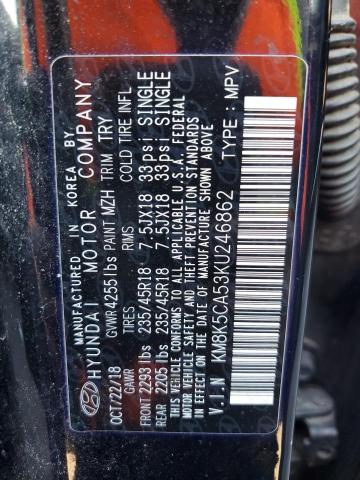 MANUFACTURED IN KOREA BY
HYUNDAI MOTOR COMPANY
OCT/22/18 GVWR 4255 lbs PAINT MZH TRIM TRY
GAWR TIRES RIMS COLD TIRE INFL
FRONT 2293 lbs 235/45R18 7.5JX18 33psi SINGLE
REAR 2205 lbs 235/45R18 7.5JX18 33psi SINGLE
THIS VEHICLE CONFORMS TO ALL APPLICABLE U.S.A. FEDERAL
MOTOR VEHICLE SAFETY AND THEFT PREVENTION STANDARDS
IN EFFECT ON THE DATE OF MANUFACTURE SHOWN ABOVE.
V.I.N : KM8K5CA53KU246862 TYPE : MPV